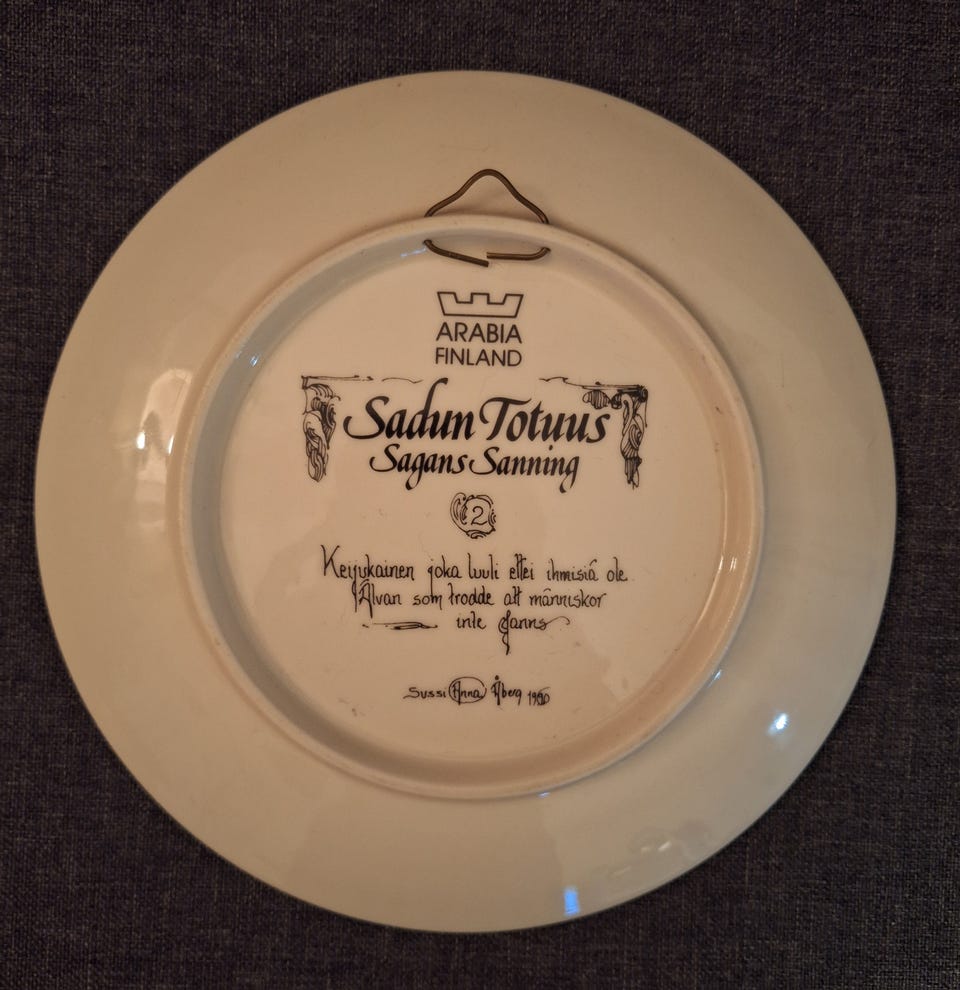 ARABIA
FINLAND
Sadun Totuus
Sagans Sanning
2
Keijukainen joka luuli ettei ihmisiä ole
Älvan som trodde att människor
inte fanns
Sussi Anna Åberg